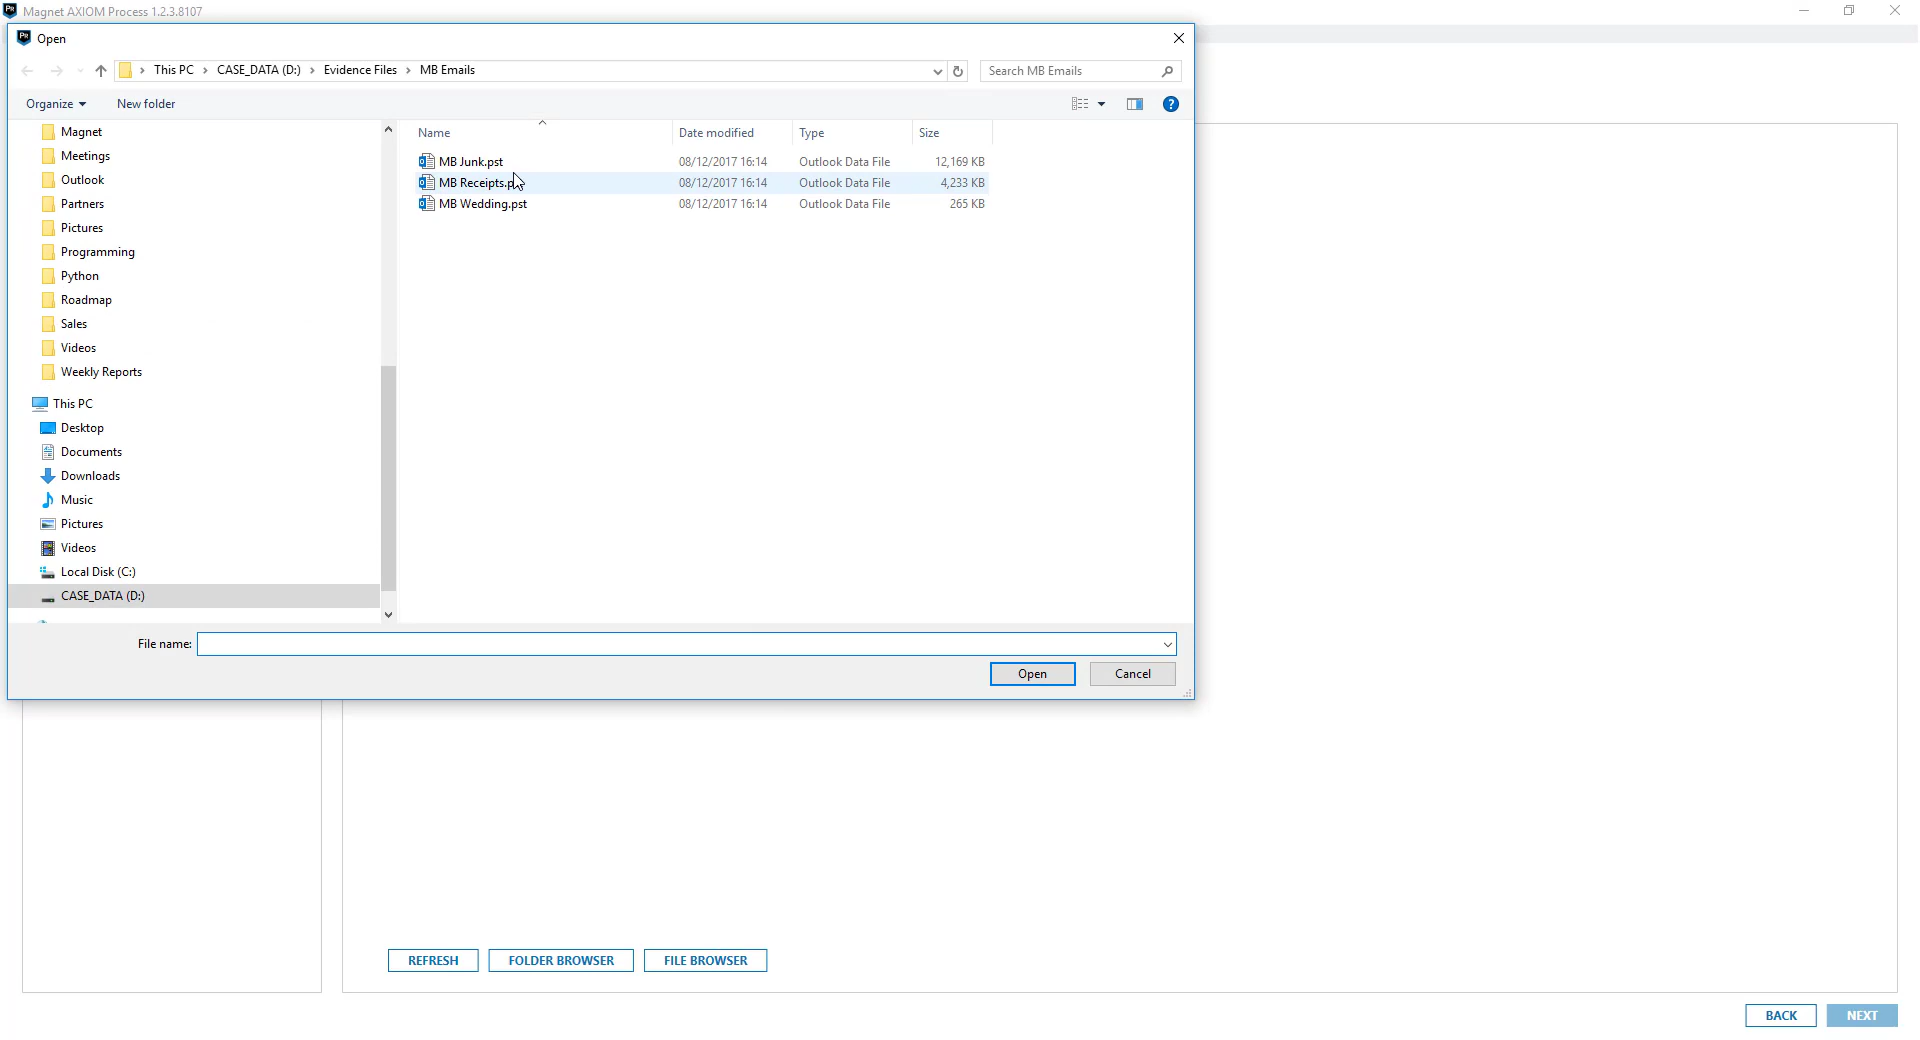 Magnet AXIOM Process 1.2.3.8107
Open
This PC › CASE_DATA (D:) › Evidence Files › MB Emails
Search MB Emails
Organize New folder
Name Date modified Type Size
MB Junk.pst 08/12/2017 16:14 Outlook Data File 12,169 KB
MB Receipts.p 08/12/2017 16:14 Outlook Data File 4,233 KB
MB Wedding.pst 08/12/2017 16:14 Outlook Data File 265 KB
Magnet
Meetings
Outlook
Partners
Pictures
Programming
Python
Roadmap
Sales
Videos
Weekly Reports
This PC
Desktop
Documents
Downloads
Music
Pictures
Videos
Local Disk (C:)
CASE_DATA (D:)
File name:
Open Cancel
REFRESH FOLDER BROWSER FILE BROWSER
BACK NEXT